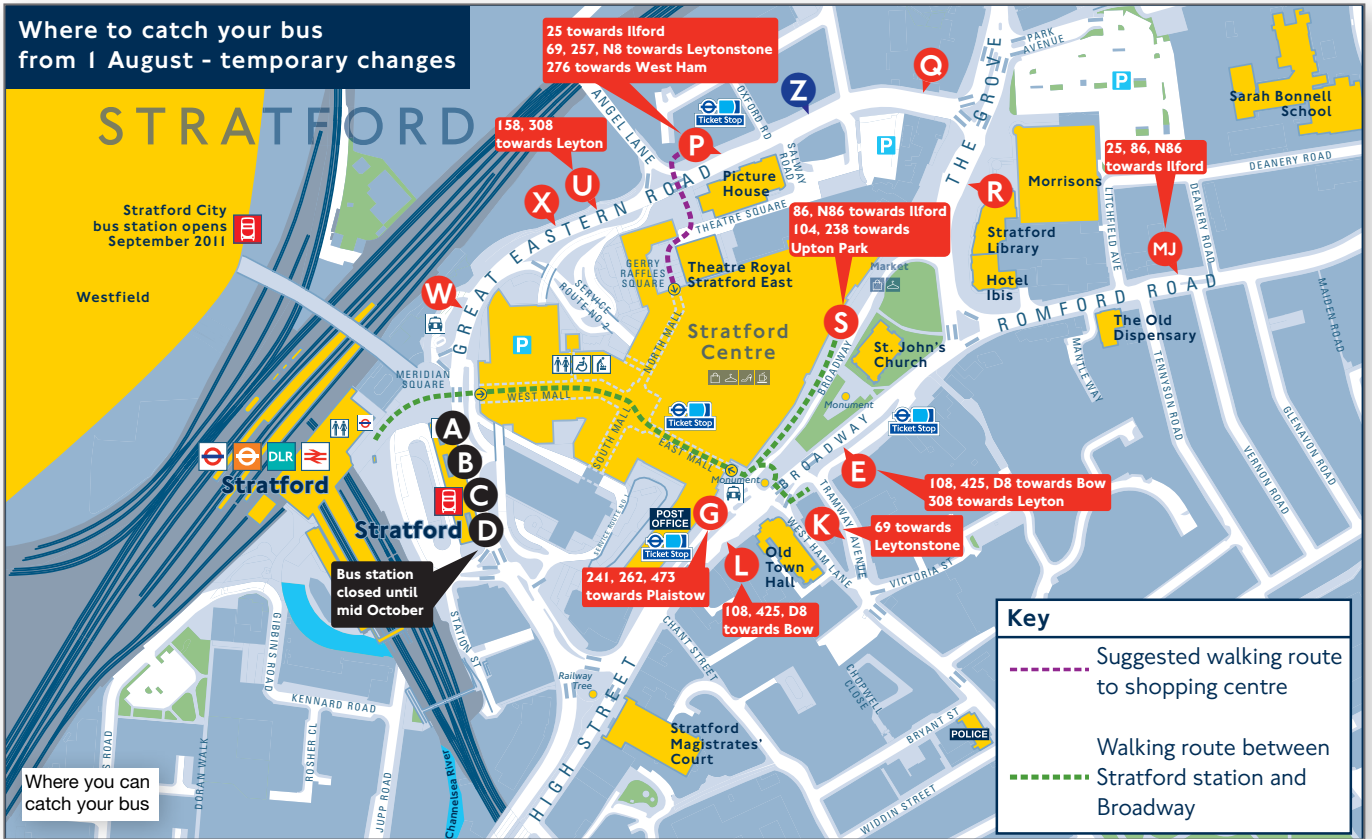 Where to catch your bus
from 1 August - temporary changes
STRATFORD
25 towards Ilford
69, 257, N8 towards Leytonstone
276 towards West Ham
158, 308
towards Leyton
ANGEL LANE
Ticket Stop
OXFORD RD
Z
Q
THE GROVE
PARK
AVENUE
P
Sarah Bonnell
School
DEANERY ROAD
P
SALWAY
ROAD
P
Picture
House
X
U
GREAT EASTERN ROAD
THEATRE SQUARE
25, 86, N86
towards Ilford
Morrisons
LITCHFIELD AVE
DEANERY ROAD
MJ
R
Stratford
Library
Hotel
Ibis
86, N86 towards Ilford
104, 238 towards
Upton Park
Market
Stratford City
bus station opens
September 2011
Westfield
W
GERRY
RAFFLES
SQUARE
Theatre Royal
Stratford East
SERVICE
ROUTE NO 2
NORTH MALL
Stratford
Centre
S
St. John's
Church
BROADWAY
Monument
ROMFORD ROAD
The Old
Dispensary
MANTLE WAY
TENNYSON ROAD
VERNON ROAD
GLENAVON ROAD
MAIDEN ROAD
P
MERIDIAN
SQUARE
WEST MALL
SOUTH MALL
EAST MALL
Ticket Stop
Ticket Stop
BROADWAY
Monument
DLR
Stratford
A
B
C
D
Stratford
Bus station
closed until
mid October
SERVICE ROUTE NO 1
POST
OFFICE
Ticket Stop
G
L
Old
Town
Hall
WEST HAM LANE
K
TRAMWAY AVENUE
E
108, 425, D8 towards Bow
308 towards Leyton
69 towards
Leytonstone
VICTORIA ST
241, 262, 473
towards Plaistow
108, 425, D8
towards Bow
STATION ST
GIBBINS ROAD
KENNARD ROAD
ROSHER CL
DORAN WALK
JUPP ROAD
Channelsea River
Railway
Tree
HIGH STREET
CHANT STREET
Stratford
Magistrates'
Court
CHOPWELL
CLOSE
BRYANT ST
POLICE
WIDDIN STREET
Where you can
catch your bus
Key
Suggested walking route
to shopping centre
Walking route between
Stratford station and
Broadway